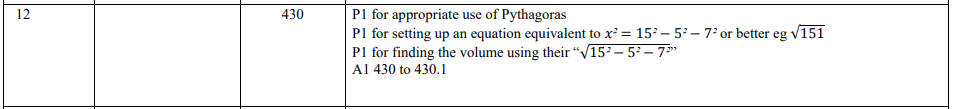 12 430 P1 for appropriate use of Pythagoras
P1 for setting up an equation equivalent to x² = 15² – 5² – 7² or better eg √151
P1 for finding the volume using their “√15² – 5² – 7²”
A1 430 to 430.1